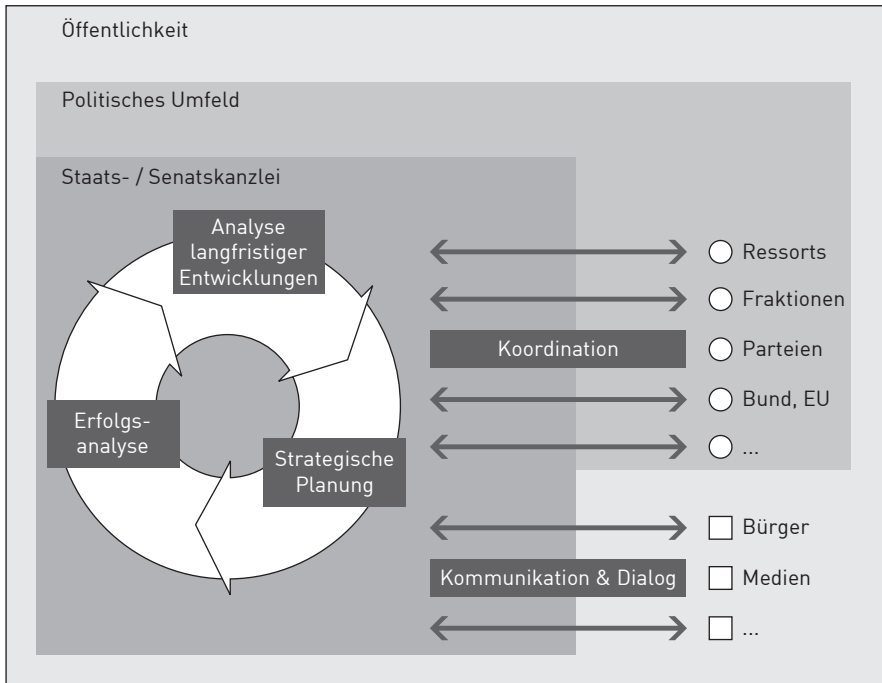 Öffentlichkeit
Politisches Umfeld
Staats- / Senatskanzlei
Analyse
langfristiger
Entwicklungen
Erfolgs-
analyse
Strategische
Planung
Ressorts
Fraktionen
Koordination
Parteien
Bund, EU
...
Bürger
Kommunikation & Dialog
Medien
...